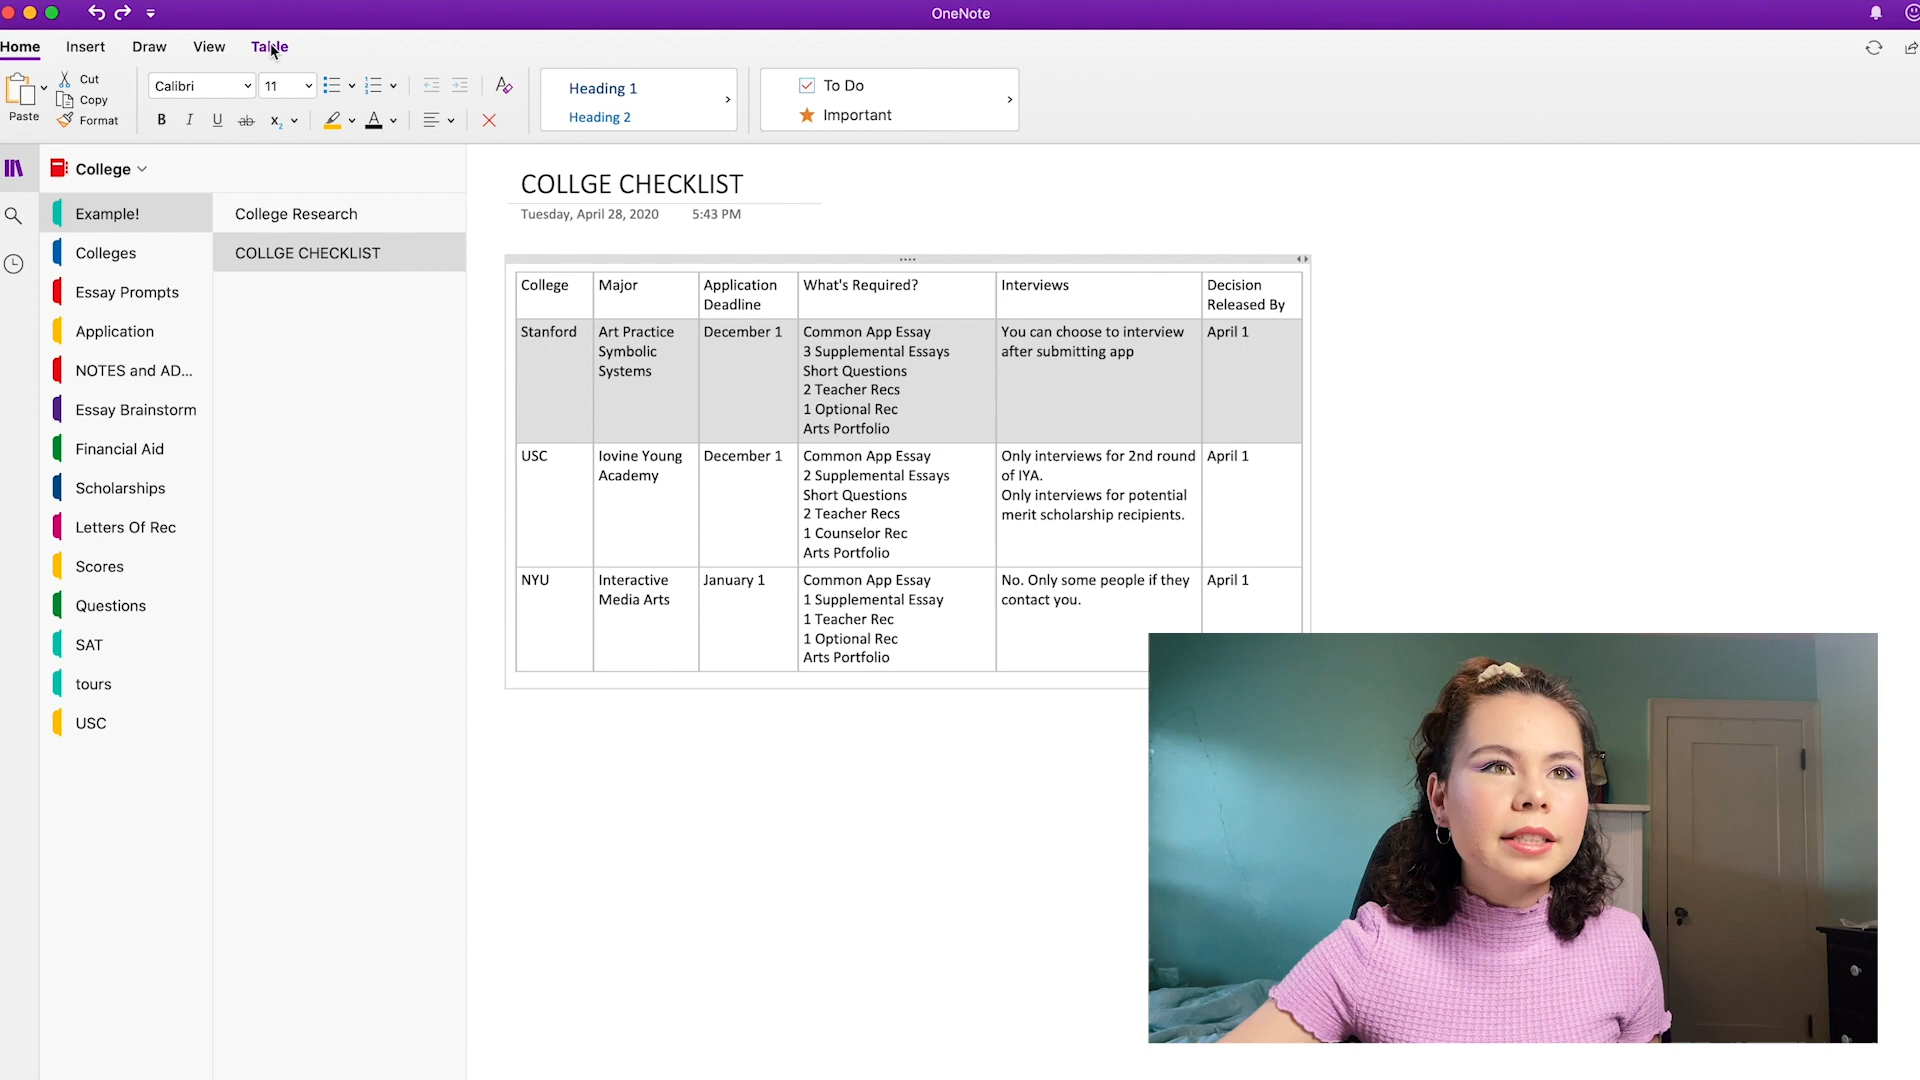 OneNote
Home Insert Draw View Table
Cut
Copy
Paste Format
Calibri 11
B I U ab X2 A
Heading 1
Heading 2
To Do
Important
College
Example!
Colleges
Essay Prompts
Application
NOTES and AD...
Essay Brainstorm
Financial Aid
Scholarships
Letters Of Rec
Scores
Questions
SAT
tours
USC
College Research
COLLGE CHECKLIST
COLLGE CHECKLIST
Tuesday, April 28, 2020 5:43 PM
College Major Application Deadline What's Required? Interviews Decision Released By
Stanford
Art Practice
Symbolic
Systems
December 1
Common App Essay
3 Supplemental Essays
Short Questions
2 Teacher Recs
1 Optional Rec
Arts Portfolio
You can choose to interview
after submitting app
April 1
USC
Iovine Young
Academy
December 1
Common App Essay
2 Supplemental Essays
Short Questions
2 Teacher Recs
1 Counselor Rec
Arts Portfolio
Only interviews for 2nd round
of IYA.
Only interviews for potential
merit scholarship recipients.
April 1
NYU
Interactive
Media Arts
January 1
Common App Essay
1 Supplemental Essay
1 Teacher Rec
1 Optional Rec
Arts Portfolio
No. Only some people if they
contact you.
April 1